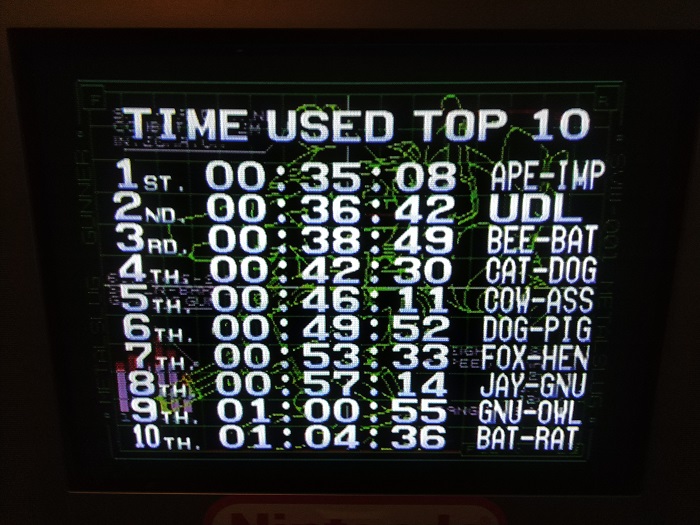 TIME USED TOP 10
1ST. 00:35:08 APE-IMP
2ND. 00:36:42 UDL
3RD. 00:38:49 BEE-BAT
4TH. 00:42:30 CAT-DOG
5TH. 00:46:11 COW-ASS
6TH. 00:49:52 DOG-PIG
7TH. 00:53:33 FOX-HEN
8TH. 00:57:14 JAY-GNU
9TH. 01:00:55 GNU-OWL
10TH. 01:04:36 BAT-RAT
Nintendo